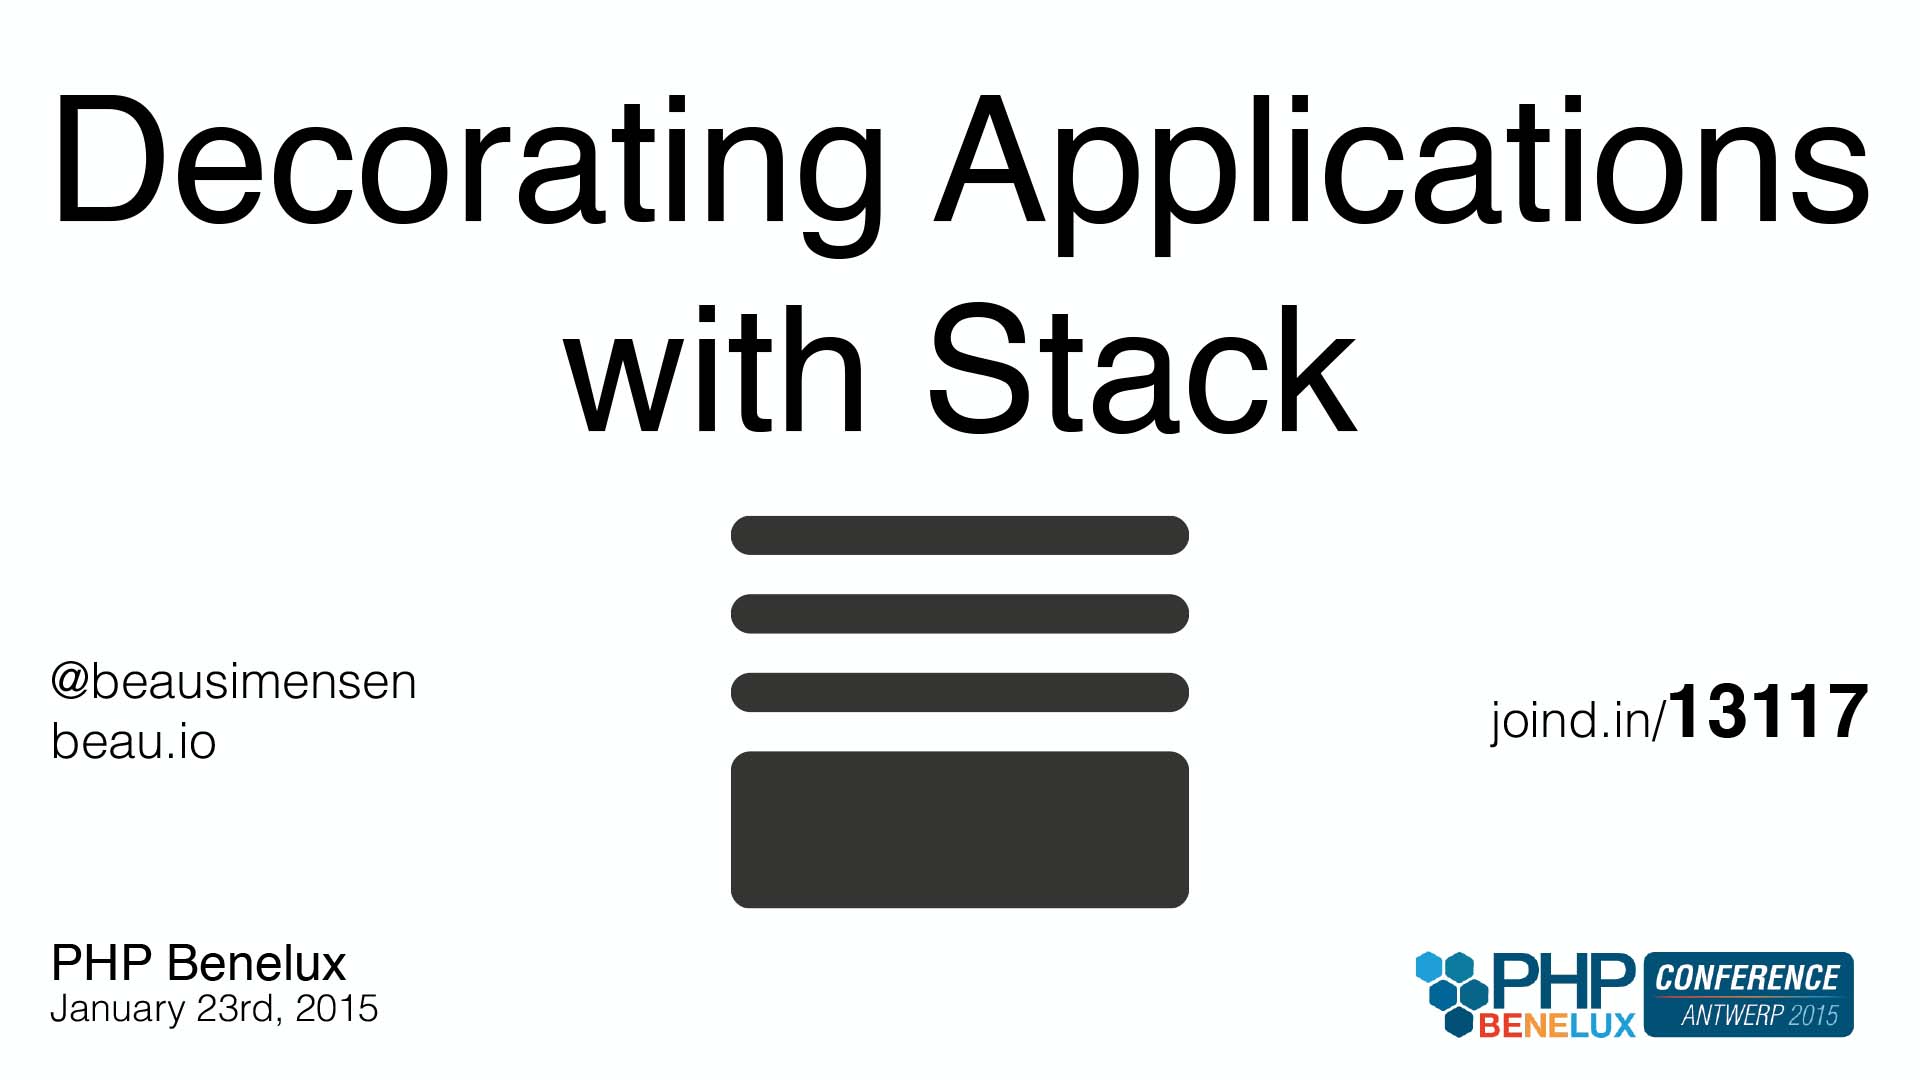 Decorating Applications
with Stack
@beausimensen
beau.io
joind.in/13117
PHP Benelux
January 23rd, 2015
PHP
BENELUX
CONFERENCE
ANTWERP 2015